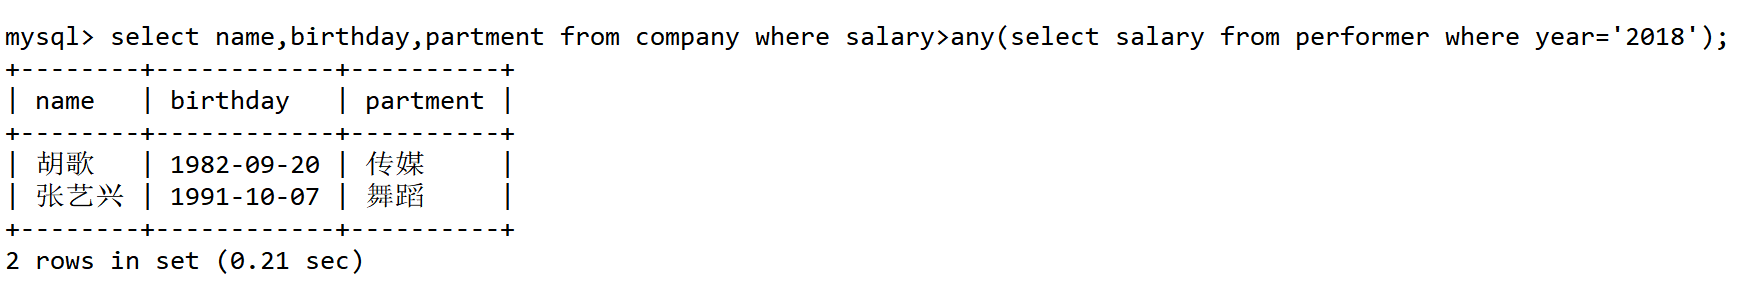 mysql> select name,birthday,partment from company where salary>any(select salary from performer where year='2018');
+--------+------------+----------+
| name   | birthday   | partment |
+--------+------------+----------+
| 胡歌   | 1982-09-20 | 传媒     |
| 张艺兴 | 1991-10-07 | 舞蹈     |
+--------+------------+----------+
2 rows in set (0.21 sec)